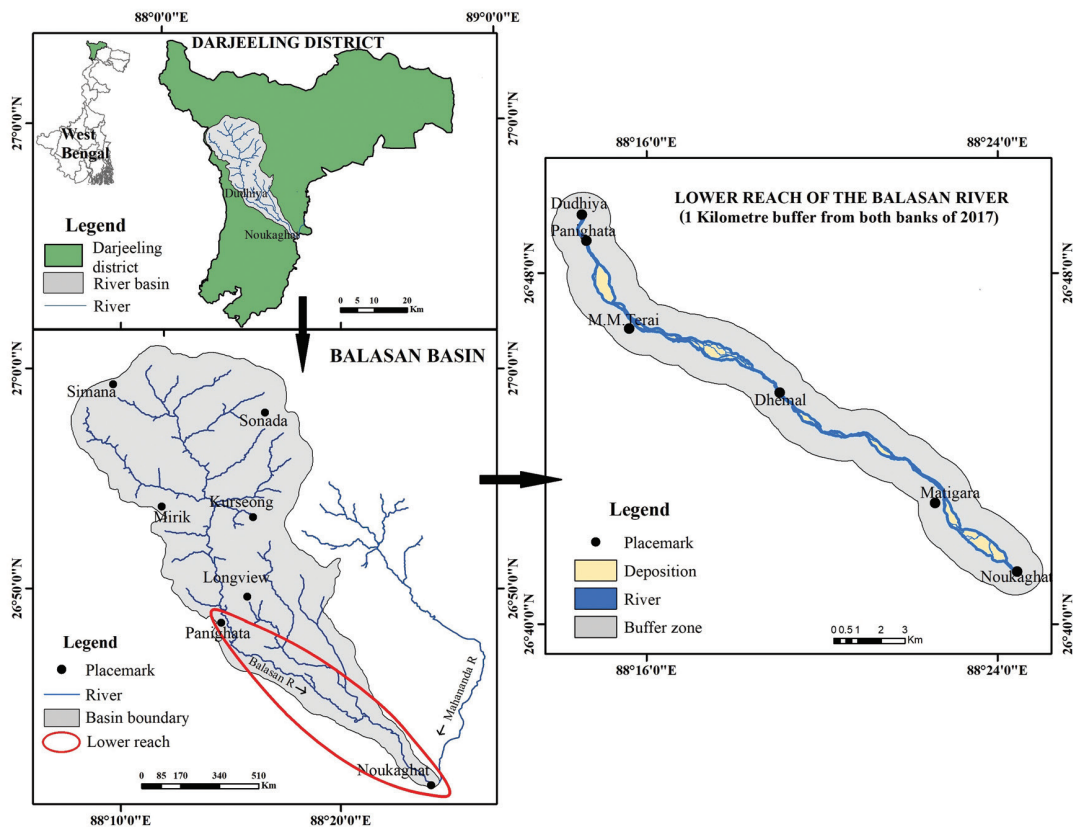 88°0'0"E
89°0'0"E
DARJEELING DISTRICT
27°0'0"N
27°0'0"N
West
Bengal
Dudhiya
Noukaghat
Legend
Darjeeling
district
River basin
River
0 5 10 20
Km
BALASAN BASIN
27°0'0"N
27°0'0"N
Simana
Sonada
Mirik
Kurseong
Longview
26°50'0"N
26°50'0"N
Panighata
Balasan R
Mahananda R
Noukaghat
Legend
Placemark
River
Basin boundary
Lower reach
0 85 170 340 510
Km
88°10'0"E
88°20'0"E
88°16'0"E
88°24'0"E
LOWER REACH OF THE BALASAN RIVER
(1 Kilometre buffer from both banks of 2017)
Dudhiya
Panighata
26°48'0"N
26°48'0"N
M.M.Terai
Dhemal
Matigara
Noukaghat
Legend
Placemark
Deposition
River
Buffer zone
26°40'0"N
26°40'0"N
0 0.5 1 2 3
Km
88°16'0"E
88°24'0"E